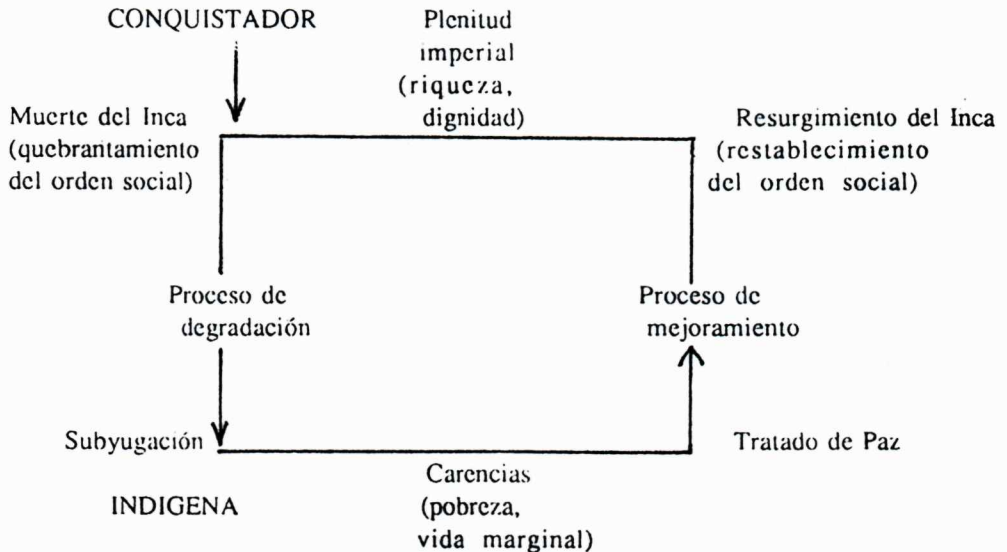 CONQUISTADOR
Plenitud
imperial
(riqueza,
dignidad)
Muerte del Inca
(quebrantamiento
del orden social)
Resurgimiento del Inca
(restablecimiento
del orden social)
Proceso de
degradación
Proceso de
mejoramiento
Subyugación
Tratado de Paz
Carencias
(pobreza,
vida marginal)
INDIGENA